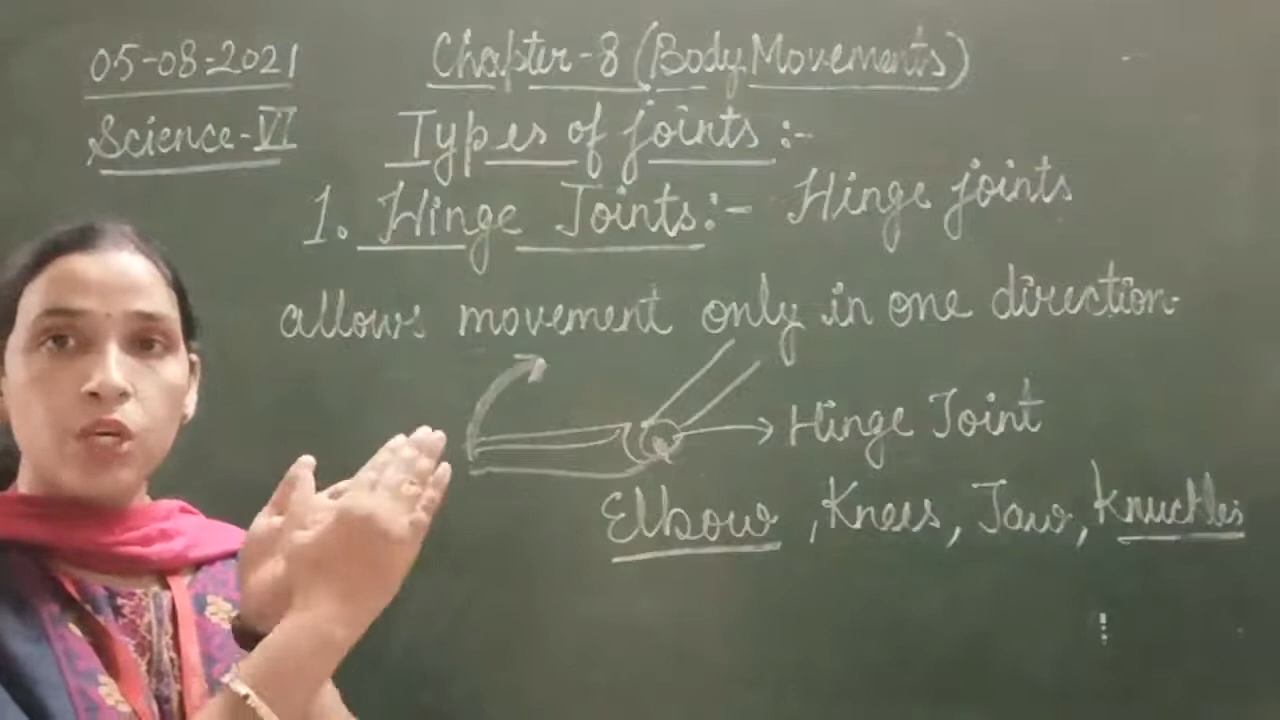 05-08-2021
Chapter-8 (Body Movements)
Science-VI
Types of joints :-
1. Hinge Joints :- Hinge joints
allows movement only in one direction.
Hinge Joint
Elbow, Knees, Jaw, Knuckles